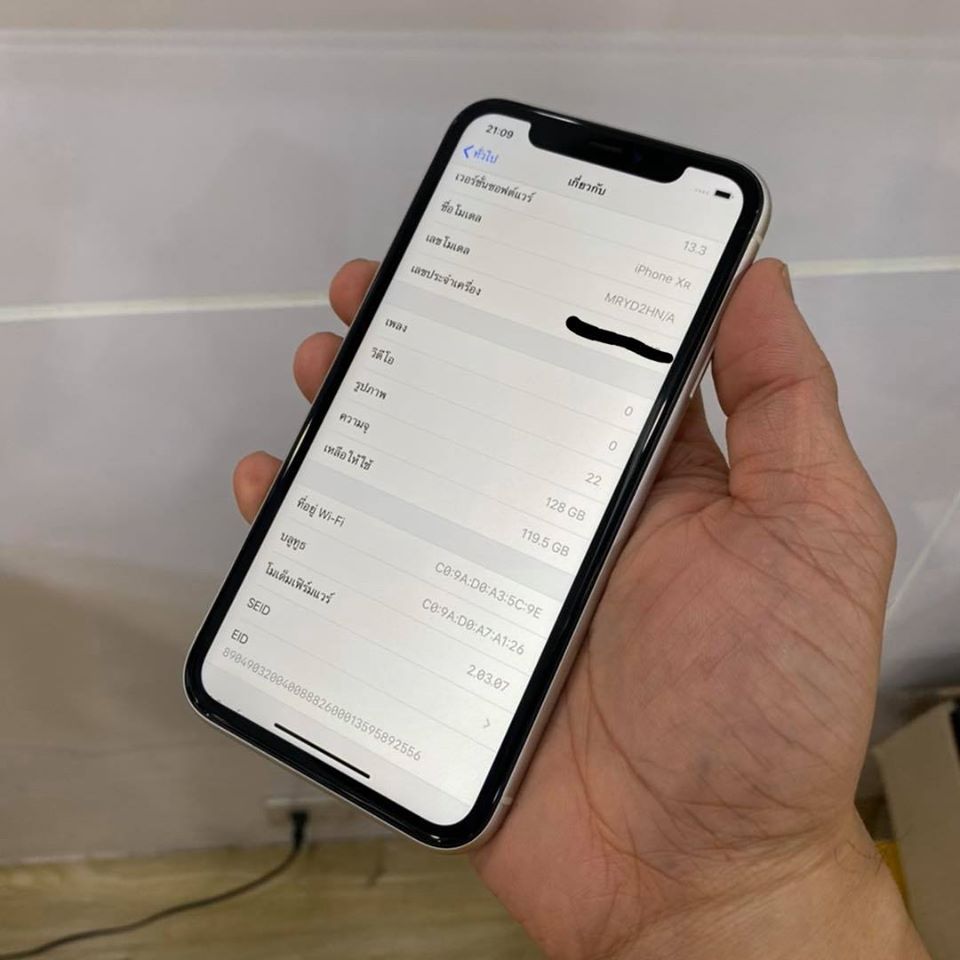 21:09
ทั่วไป
เกี่ยวกับ
เวอร์ชั่นซอฟต์แวร์ 13.3
ชื่อโมเดล iPhone XR
เลขโมเดล MRYD2HN/A
เลขประจำเครื่อง
เพลง 0
วิดีโอ 0
รูปภาพ 22
ความจุ 128 GB
เหลือให้ใช้ 119.5 GB
ที่อยู่ Wi-Fi C0:9A:D0:A3:5C:9E
บลูทูธ C0:9A:D0:A7:A1:26
โมเด็มเฟิร์มแวร์ 2.03.07
SEID
EID
89049032004008882600013595892556